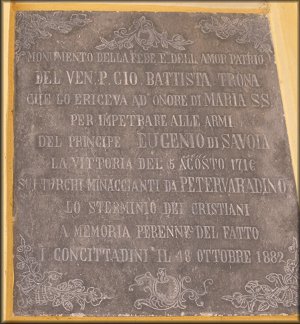 MONUMENTO DELLA FEDE E DELL'AMOR PATRIO
DEL VEN. P. GIO BATTISTA TRONA
CHE LO ERICEVA AD ONORE DI MARIA SS.
PER IMPETRARE ALLE ARMI
DEL PRINCIPE EUGENIO DI SAVOIA
LA VITTORIA DEL 5 AGOSTO 1716
SUI TURCHI MINACCIANTI DA PETERVARADINO
LO STERMINIO DEI CRISTIANI
A MEMORIA PERENNE DEL FATTO
I CONCITTADINI IL 18 OTTOBRE 1882